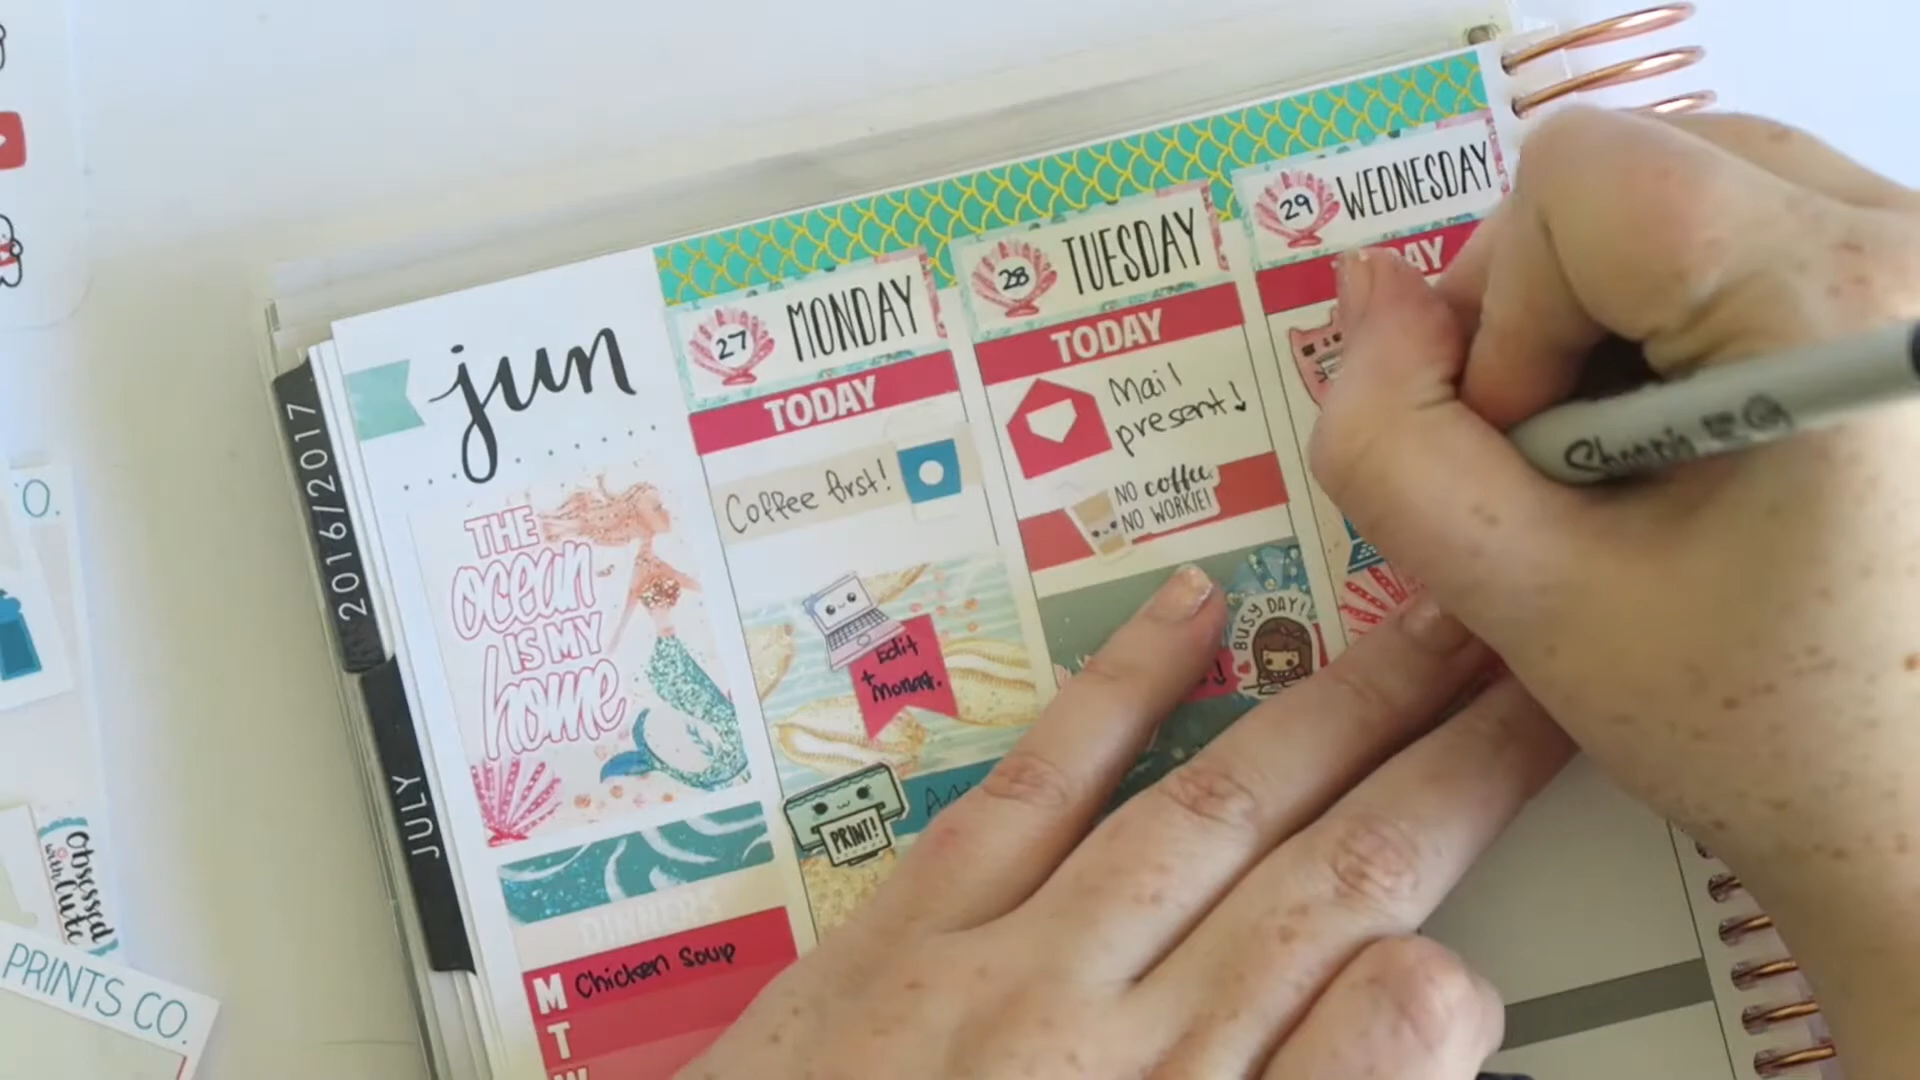 2016/2017
JULY
jun
THE
ocean
IS MY
home
DINNERS
M Chicken Soup
T
W
27 MONDAY
TODAY
Coffee first!
Edit
+
PRINT!
28 TUESDAY
TODAY
Mail
present!
NO coffee
NO WORKIE!
BUSY DAY!
29 WEDNESDAY
Sharpie
O.
Obsessed
with Cute
PRINTS CO.